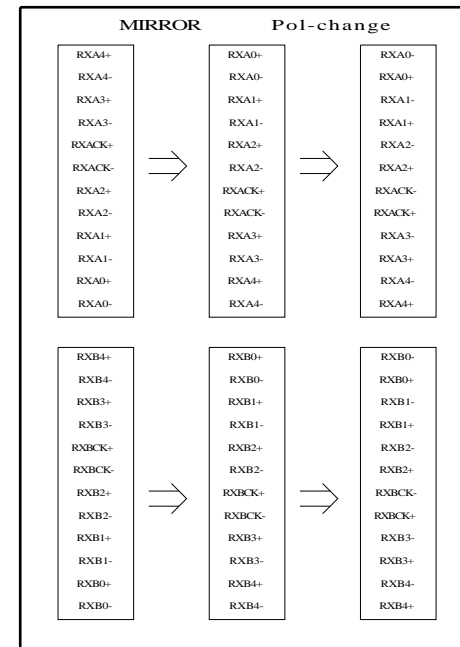 MIRROR Pol-change
RXA4+ RXA0+ RXA0-
RXA4- RXA0- RXA0+
RXA3+ RXA1+ RXA1-
RXA3- RXA1- RXA1+
RXACK+ RXA2+ RXA2-
RXACK- RXA2- RXA2+
RXA2+ RXACK+ RXACK-
RXA2- RXACK- RXACK+
RXA1+ RXA3+ RXA3-
RXA1- RXA3- RXA3+
RXA0+ RXA4+ RXA4-
RXA0- RXA4- RXA4+
RXB4+ RXB0+ RXB0-
RXB4- RXB0- RXB0+
RXB3+ RXB1+ RXB1-
RXB3- RXB1- RXB1+
RXBCK+ RXB2+ RXB2-
RXBCK- RXB2- RXB2+
RXB2+ RXBCK+ RXBCK-
RXB2- RXBCK- RXBCK+
RXB1+ RXB3+ RXB3-
RXB1- RXB3- RXB3+
RXB0+ RXB4+ RXB4-
RXB0- RXB4- RXB4+